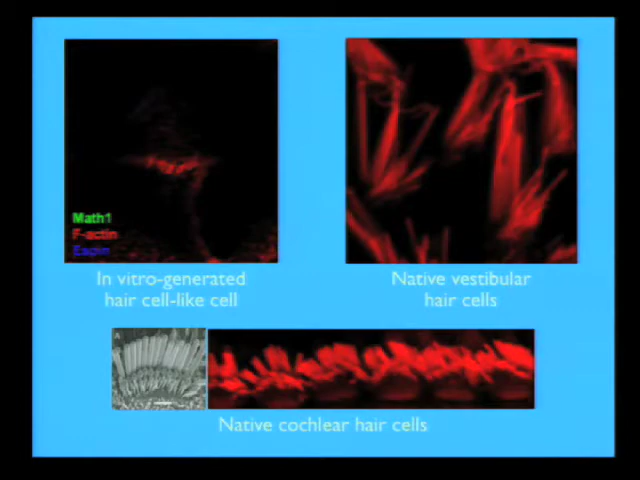 Math1
F-actin
Espin
In vitro-generated
hair cell-like cell
Native vestibular
hair cells
A
Native cochlear hair cells